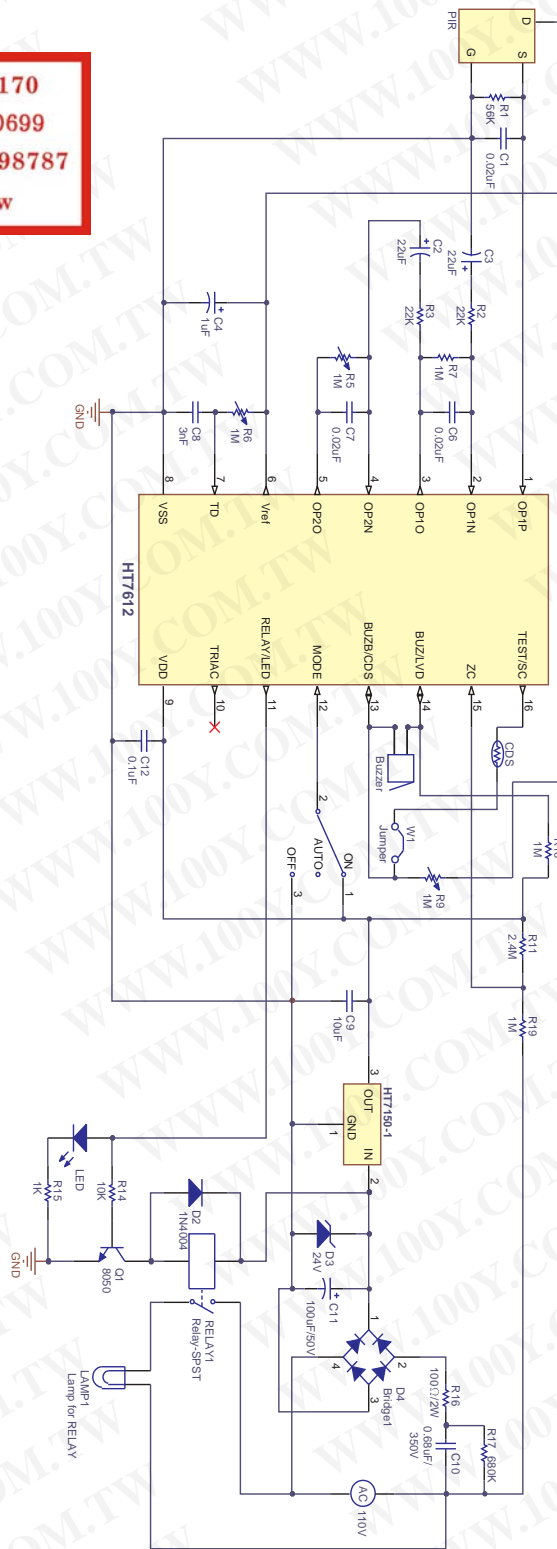 170
0699
98787
w
PIR
D
S
G
R1
56K
C1
0.02uF
C3
22uF
C2
22uF
R2
22K
R3
22K
R7
1M
C6
0.02uF
R5
1M
C7
0.02uF
C4
1uF
R6
1M
C8
3nF
GND
8
7
6
5
4
3
2
1
VSS
TD
Vref
OP2O
OP2N
OP1O
OP1N
OP1P
HT7612
VDD
TRIAC
RELAY/LED
MODE
BUZB/CDS
BUZ/LVD
ZC
TEST/SC
9
10
11
12
13
14
15
16
C12
0.1uF
Buzzer
CDS
W1
Jumper
R9
1M
1M
2
ON
AUTO
OFF
1
3
R11
2.4M
R19
1M
C9
10uF
HT7150-1
3
OUT
GND
1
IN
2
D3
24V
C11
100uF/50V
LED
R15
1K
R14
10K
Q1
8050
GND
D2
1N4004
RELAY1
Relay-SPST
LAMP1
Lamp for RELAY
1
2
3
4
D4
Bridge1
R16
100Ω/2W
C10
0.68uF/
350V
R17 680K
AC
110V
WWW.100Y.COM.TW